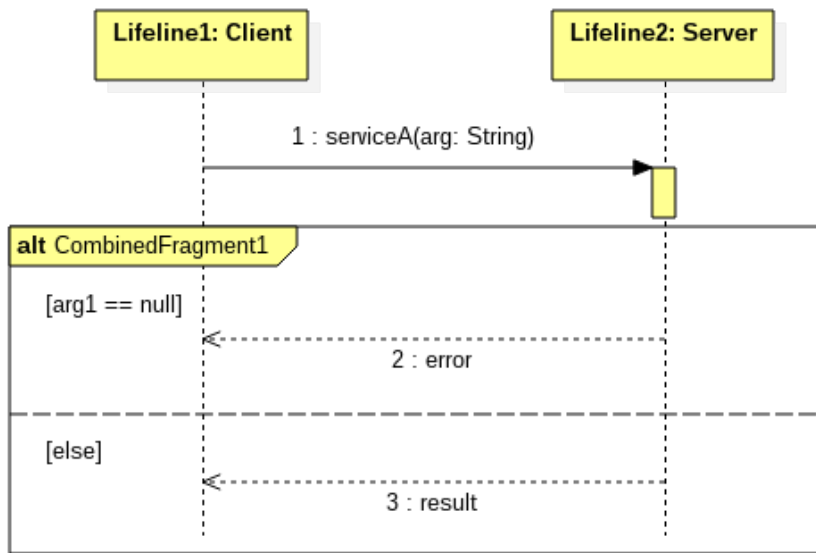 Lifeline1: Client
Lifeline2: Server
1 : serviceA(arg: String)
alt CombinedFragment1
[arg1 == null]
2 : error
[else]
3 : result